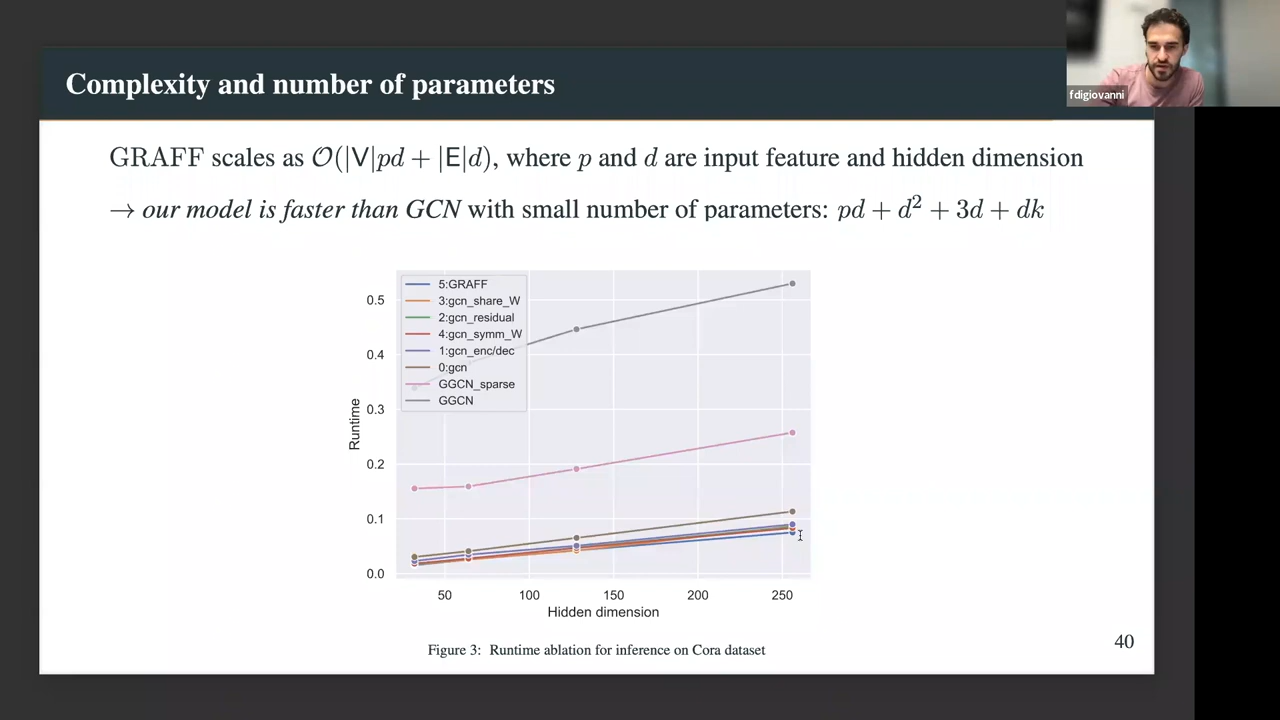 fdigiovanni
Complexity and number of parameters
GRAFF scales as O(|V|pd + |E|d), where p and d are input feature and hidden dimension
→ our model is faster than GCN with small number of parameters: pd + d² + 3d + dk
5:GRAFF
3:gcn_share_W
2:gcn_residual
4:gcn_symm_W
1:gcn_enc/dec
0:gcn
GGCN_sparse
GGCN
0.5
0.4
0.3
0.2
0.1
0.0
Runtime
50 100 150 200 250
Hidden dimension
Figure 3: Runtime ablation for inference on Cora dataset
40